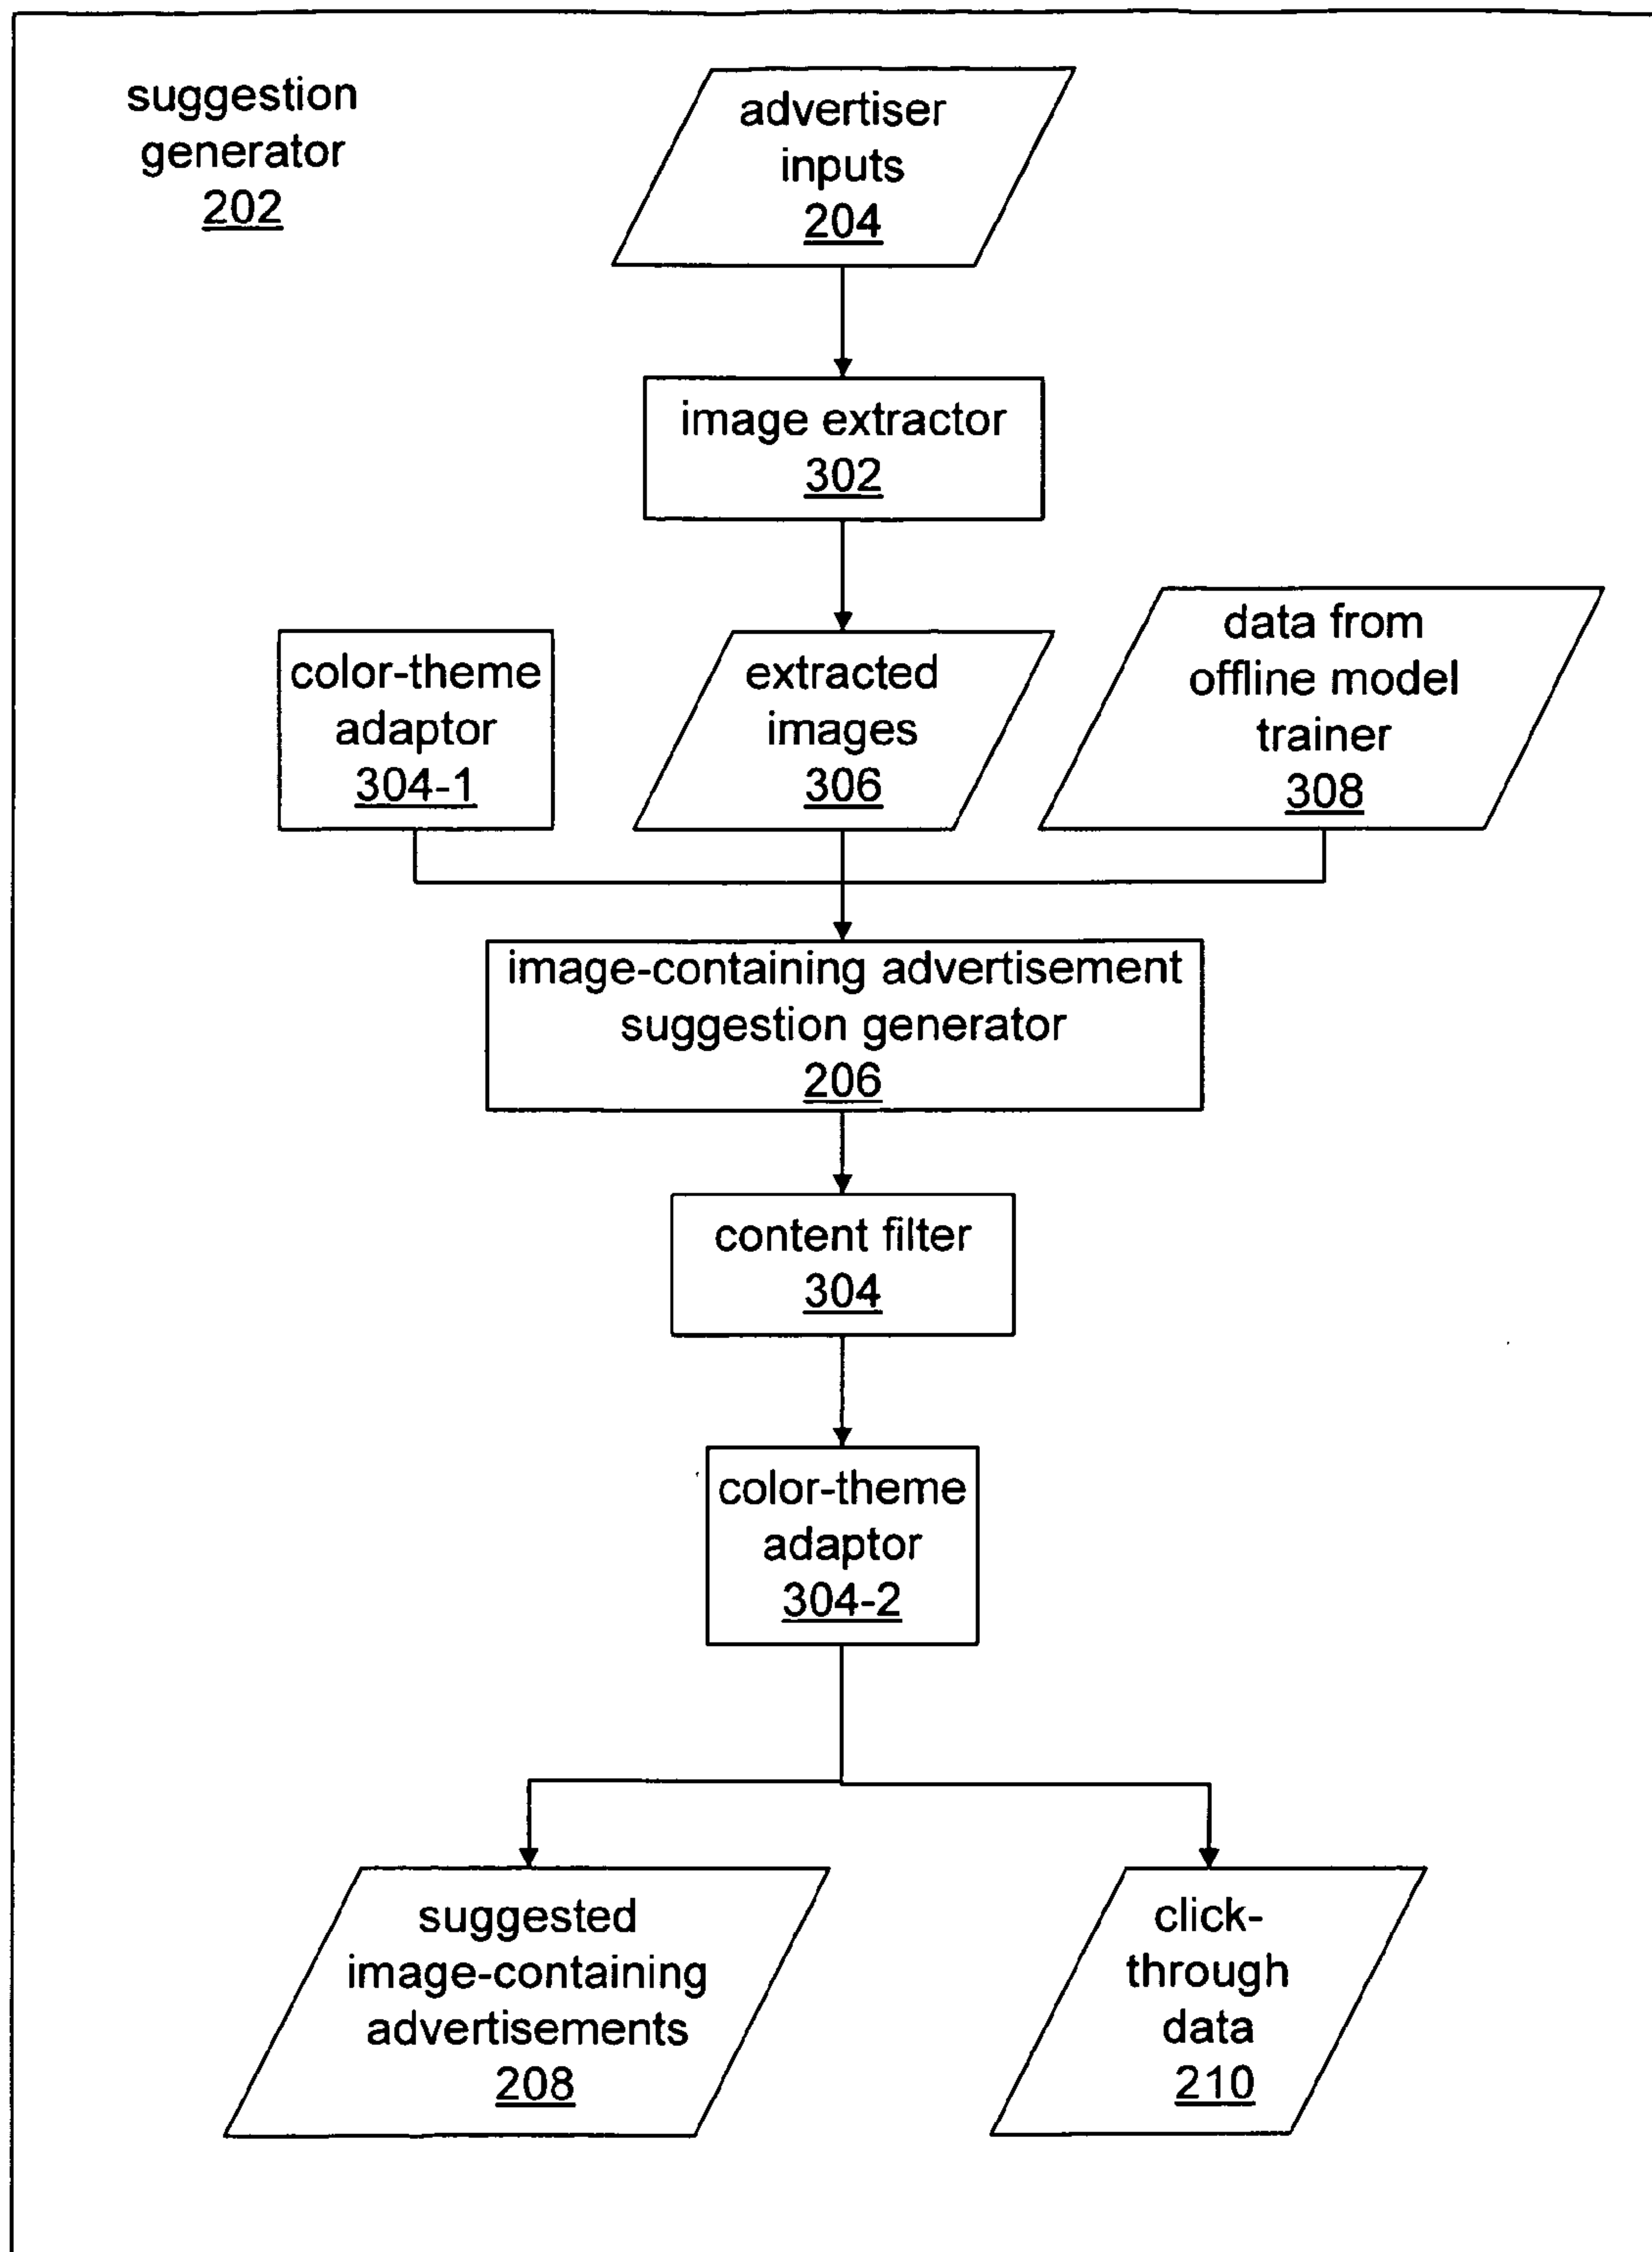 suggestion
generator
202
advertiser
inputs
204
image extractor
302
color-theme
adaptor
304-1
extracted
images
306
data from
offline model
trainer
308
image-containing advertisement
suggestion generator
206
content filter
304
color-theme
adaptor
304-2
suggested
image-containing
advertisements
208
click-
through
data
210